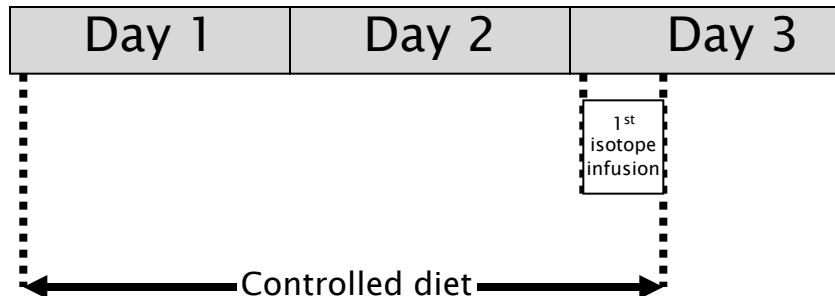 Day 1 Day 2 Day 3
1st
isotope
infusion
Controlled diet